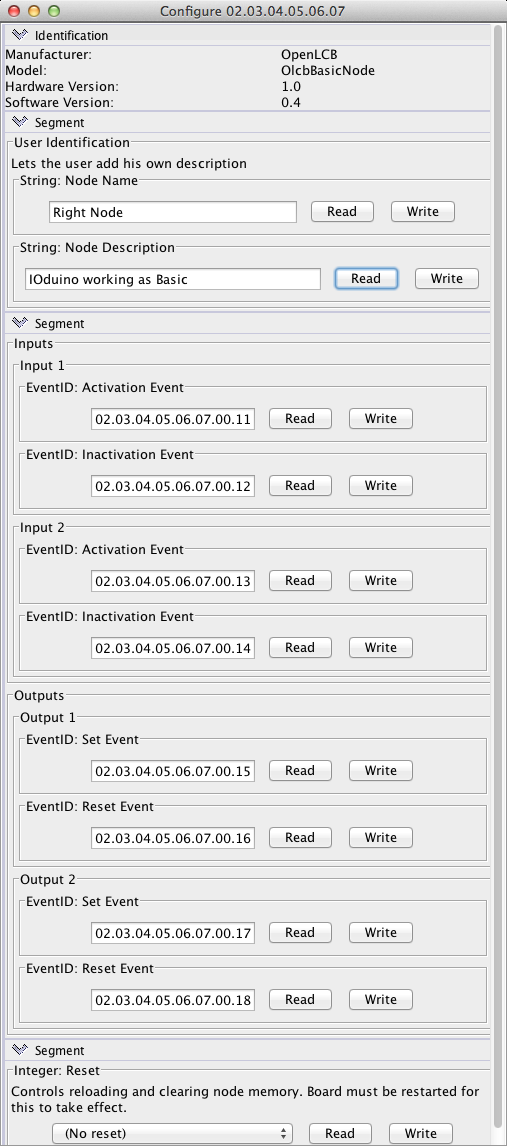 Configure 02.03.04.05.06.07
Identification
Manufacturer: OpenLCB
Model: OlcbBasicNode
Hardware Version: 1.0
Software Version: 0.4
Segment
User Identification
Lets the user add his own description
String: Node Name
Right Node Read Write
String: Node Description
IOduino working as Basic Read Write
Segment
Inputs
Input 1
EventID: Activation Event
02.03.04.05.06.07.00.11 Read Write
EventID: Inactivation Event
02.03.04.05.06.07.00.12 Read Write
Input 2
EventID: Activation Event
02.03.04.05.06.07.00.13 Read Write
EventID: Inactivation Event
02.03.04.05.06.07.00.14 Read Write
Outputs
Output 1
EventID: Set Event
02.03.04.05.06.07.00.15 Read Write
EventID: Reset Event
02.03.04.05.06.07.00.16 Read Write
Output 2
EventID: Set Event
02.03.04.05.06.07.00.17 Read Write
EventID: Reset Event
02.03.04.05.06.07.00.18 Read Write
Segment
Integer: Reset
Controls reloading and clearing node memory. Board must be restarted for
this to take effect.
(No reset) Read Write